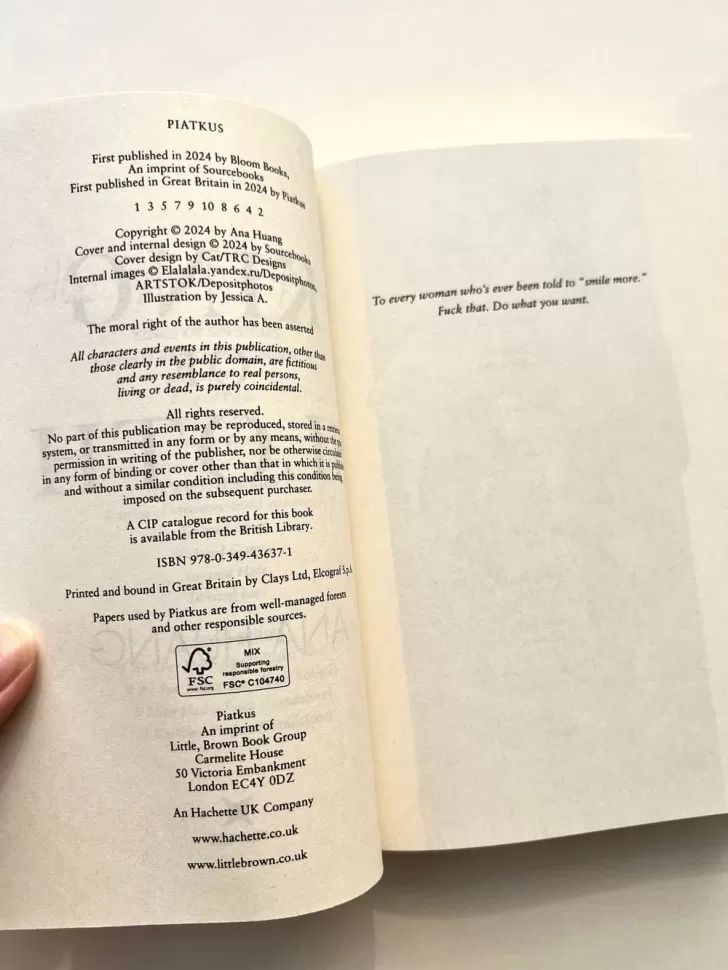 PIATKUS
First published in 2024 by Bloom Books,
An imprint of Sourcebooks
First published in Great Britain in 2024 by Piatkus
1 3 5 7 9 10 8 6 4 2
Copyright © 2024 by Ana Huang
Cover and internal design © 2024 by Sourcebooks
Cover design by Cat/TRC Designs
Internal images © Elalalala.yandex.ru/Depositphotos,
ARTSTOK/Depositphotos
Illustration by Jessica A.
The moral right of the author has been asserted
All characters and events in this publication, other than
those clearly in the public domain, are fictitious
and any resemblance to real persons,
living or dead, is purely coincidental.
All rights reserved.
No part of this publication may be reproduced, stored in a
system, or transmitted in any form or by any means, without the
permission in writing of the publisher, nor be otherwise
in any form of binding or cover other than that in which it is
and without a similar condition including this condition being
imposed on the subsequent purchaser.
A CIP catalogue record for this book
is available from the British Library.
ISBN 978-0-349-43637-1
Printed and bound in Great Britain by Clays Ltd, Elcograf S.p.A.
Papers used by Piatkus are from well-managed forests
and other responsible sources.
FSC
www.fsc.org
MIX
Supporting
responsible forestry
FSC® C104740
Piatkus
An imprint of
Little, Brown Book Group
Carmelite House
50 Victoria Embankment
London EC4Y 0DZ
An Hachette UK Company
www.hachette.co.uk
www.littlebrown.co.uk
To every woman who's ever been told to “smile more.”
Fuck that. Do what you want.